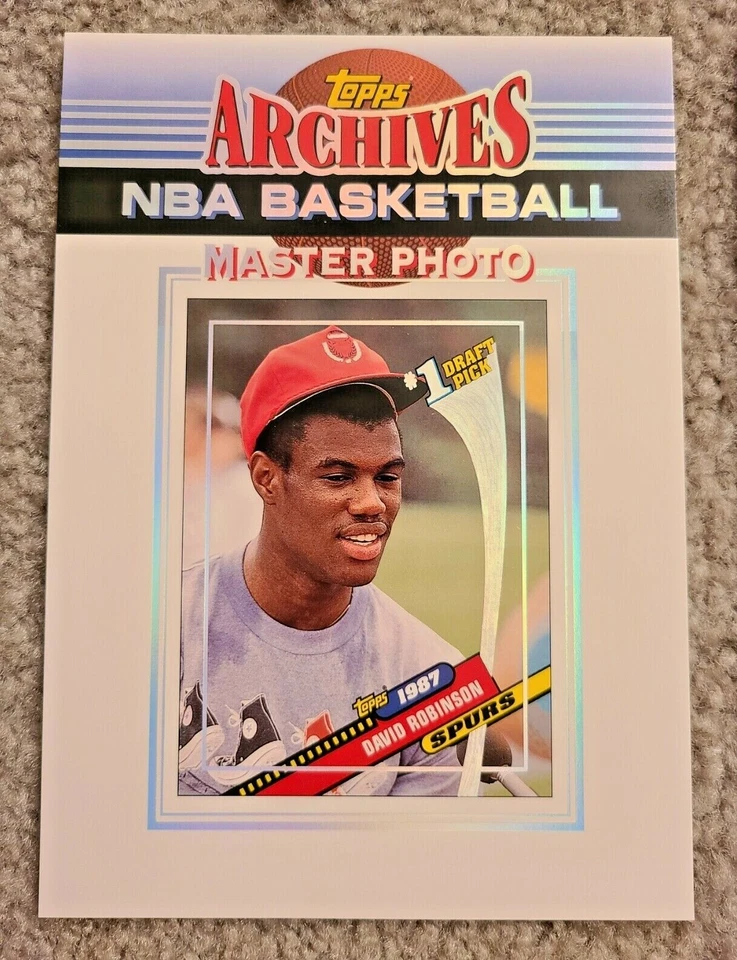 TOPPS
ARCHIVES
NBA BASKETBALL
MASTER PHOTO
#1 DRAFT
PICK
TOPPS 1987
DAVID ROBINSON
SPURS